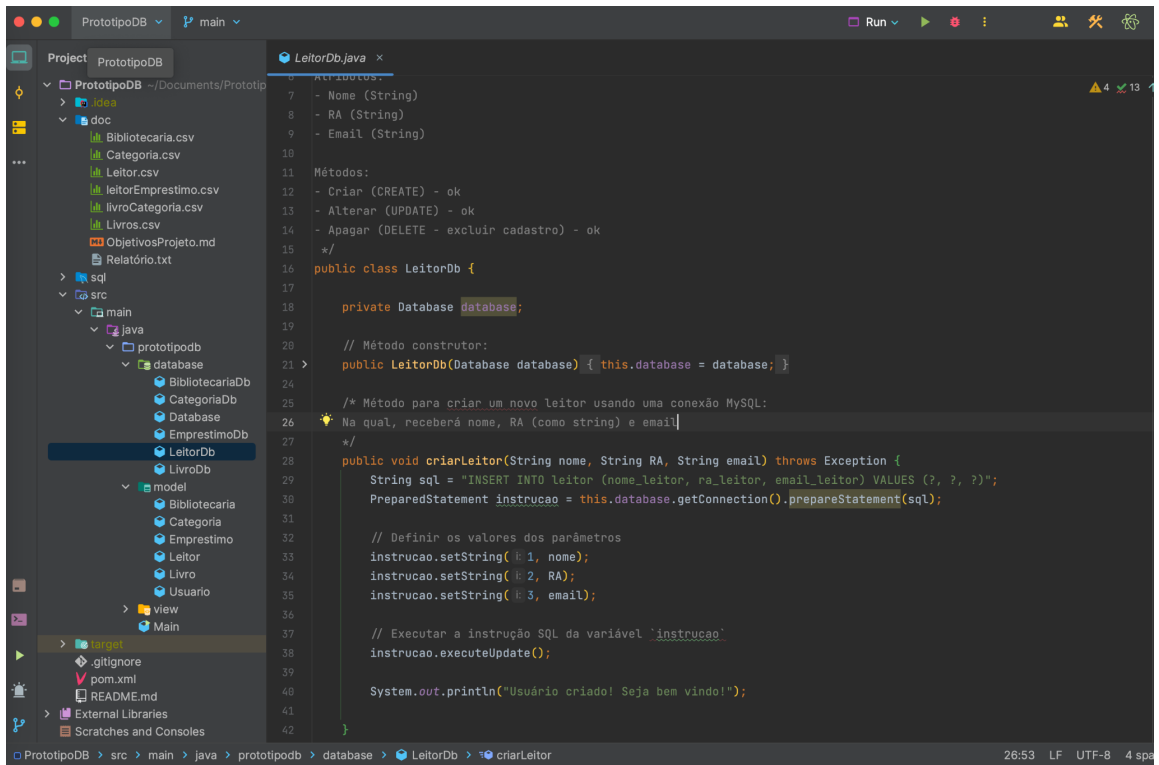 PrototipoDB
main
Run
Project
PrototipoDB
LeitorDb.java ×
PrototipoDB ~/Documents/Prototip
.idea
doc
Bibliotecaria.csv
Categoria.csv
Leitor.csv
leitorEmprestimo.csv
livroCategoria.csv
Livros.csv
ObjetivosProjeto.md
Relatório.txt
sql
src
main
java
prototipodb
database
BibliotecariaDb
CategoriaDb
Database
EmprestimoDb
LeitorDb
LivroDb
model
Bibliotecaria
Categoria
Emprestimo
Leitor
Livro
Usuario
view
Main
target
.gitignore
pom.xml
README.md
External Libraries
Scratches and Consoles
4 13
6 Atributos:
7 - Nome (String)
8 - RA (String)
9 - Email (String)
10
11 Métodos:
12 - Criar (CREATE) - ok
13 - Alterar (UPDATE) - ok
14 - Apagar (DELETE - excluir cadastro) - ok
15 */
16 public class LeitorDb {
17
18 private Database database;
19
20 // Método construtor:
21 public LeitorDb(Database database) { this.database = database; }
24
25 /* Método para criar um novo leitor usando uma conexão MySQL:
26 Na qual, receberá nome, RA (como string) e email
27 */
28 public void criarLeitor(String nome, String RA, String email) throws Exception {
29 String sql = "INSERT INTO leitor (nome_leitor, ra_leitor, email_leitor) VALUES (?, ?, ?)";
30 PreparedStatement instrucao = this.database.getConnection().prepareStatement(sql);
31
32 // Definir os valores dos parâmetros
33 instrucao.setString( i: 1, nome);
34 instrucao.setString( i: 2, RA);
35 instrucao.setString( i: 3, email);
36
37 // Executar a instrução SQL da variável `instrucao`
38 instrucao.executeUpdate();
39
40 System.out.println("Usuário criado! Seja bem vindo!");
41
42 }
PrototipoDB > src > main > java > prototipodb > database > LeitorDb > criarLeitor
26:53 LF UTF-8 4 spa